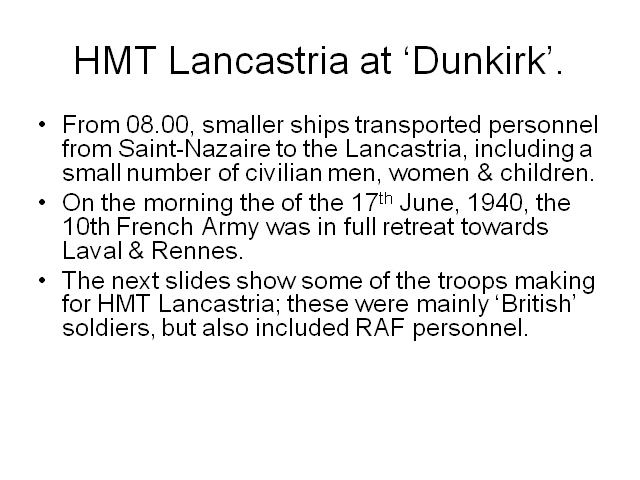 HMT Lancastria at ‘Dunkirk’.
• From 08.00, smaller ships transported personnel
from Saint-Nazaire to the Lancastria, including a
small number of civilian men, women & children.
• On the morning the of the 17th June, 1940, the
10th French Army was in full retreat towards
Laval & Rennes.
• The next slides show some of the troops making
for HMT Lancastria; these were mainly ‘British’
soldiers, but also included RAF personnel.